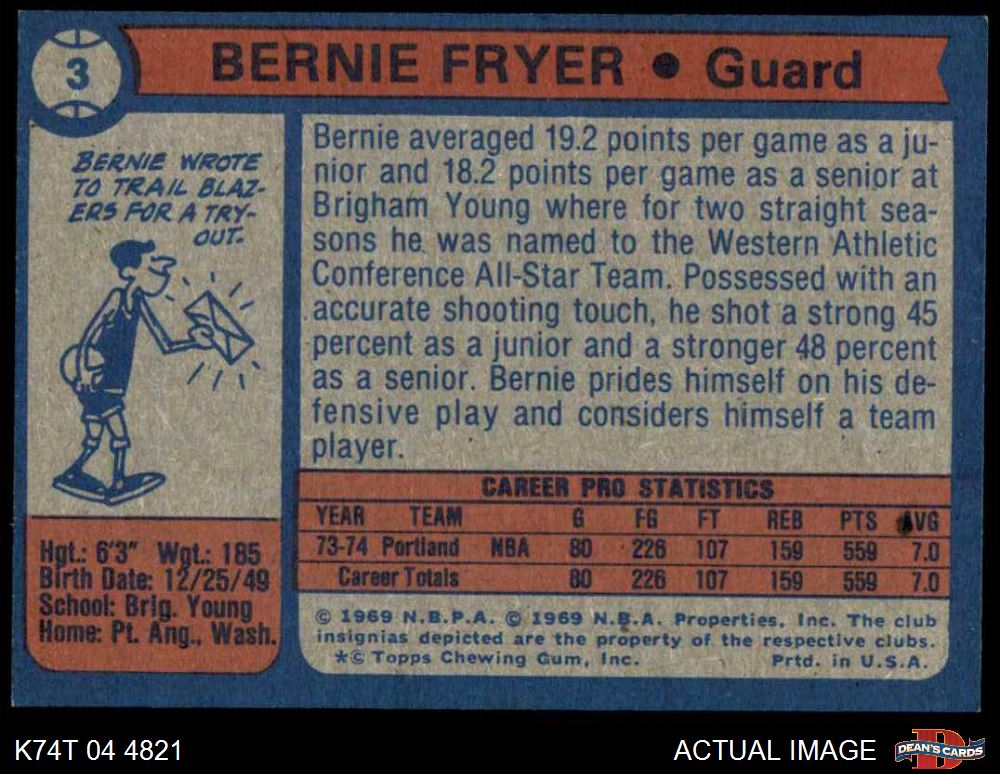 3
BERNIE FRYER • Guard
BERNIE WROTE
TO TRAIL BLAZ-
ERS FOR A TRY-
OUT.
Bernie averaged 19.2 points per game as a ju-
nior and 18.2 points per game as a senior at
Brigham Young where for two straight sea-
sons he was named to the Western Athletic
Conference All-Star Team. Possessed with an
accurate shooting touch, he shot a strong 45
percent as a junior and a stronger 48 percent
as a senior. Bernie prides himself on his de-
fensive play and considers himself a team
player.
Hgt.: 6'3" Wgt.: 185
Birth Date: 12/25/49
School: Brig. Young
Home: Pt. Ang., Wash.
CAREER PRO STATISTICS
YEAR TEAM G FG FT REB PTS AVG
73-74 Portland NBA 80 226 107 159 559 7.0
Career Totals 80 226 107 159 559 7.0
© 1969 N.B.P.A. © 1969 N.B.A. Properties, Inc. The club
insignias depicted are the property of the respective clubs.
*© Topps Chewing Gum, Inc. Prtd. in U.S.A.
K74T 04 4821 ACTUAL IMAGE
DEAN'S CARDS